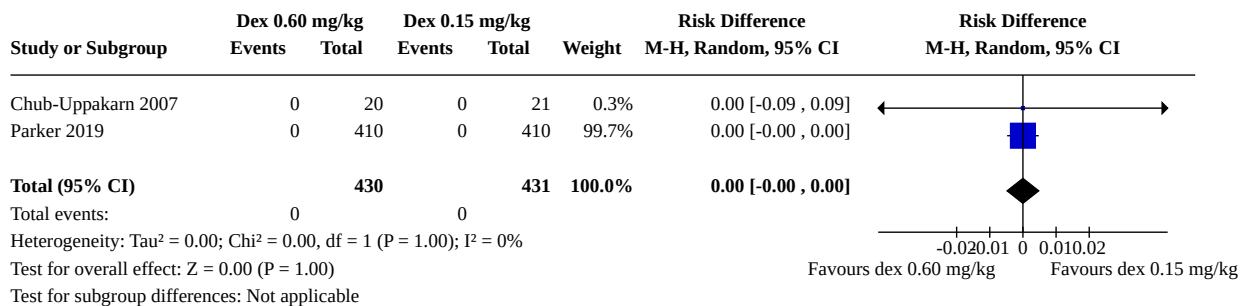 Dex 0.60 mg/kg Dex 0.15 mg/kg Risk Difference Risk Difference
Study or Subgroup Events Total Events Total Weight M-H, Random, 95% CI M-H, Random, 95% CI
Chub-Uppakarn 2007 0 20 0 21 0.3% 0.00 [-0.09 , 0.09]
Parker 2019 0 410 0 410 99.7% 0.00 [-0.00 , 0.00]
Total (95% CI) 430 431 100.0% 0.00 [-0.00 , 0.00]
Total events: 0 0
Heterogeneity: Tau² = 0.00; Chi² = 0.00, df = 1 (P = 1.00); I² = 0%
-0.02 -0.01 0 0.01 0.02
Test for overall effect: Z = 0.00 (P = 1.00)
Favours dex 0.60 mg/kg Favours dex 0.15 mg/kg
Test for subgroup differences: Not applicable